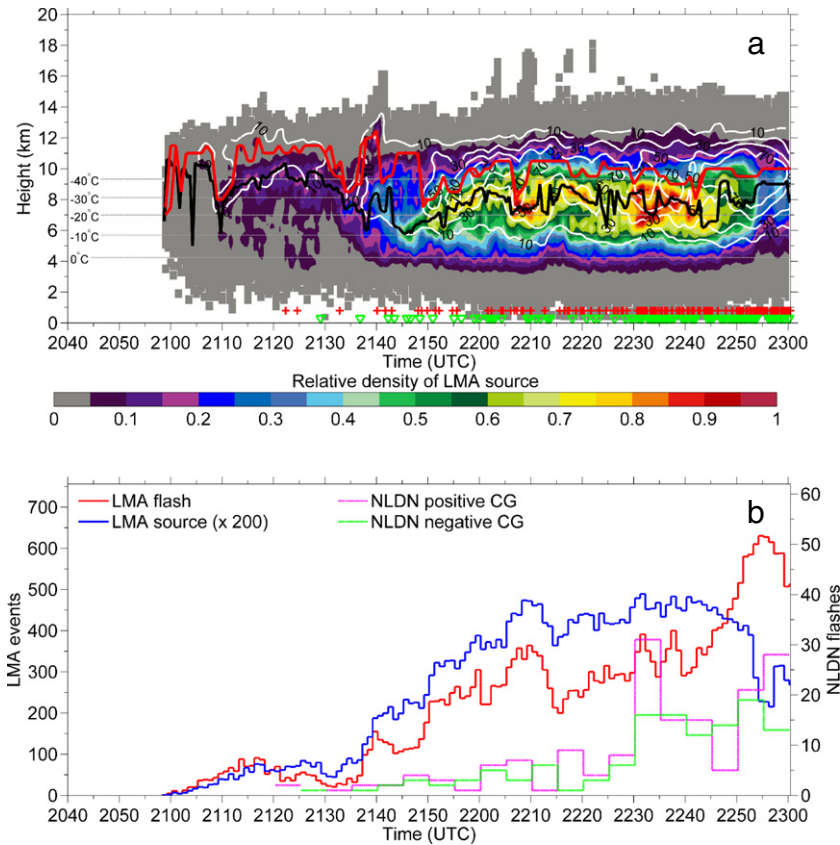 a
20
18
16
14
12
10
8
6
4
2
0
Height (km)
-40°C
-30°C
-20°C
-10°C
0°C
10
10
10
10
10
10
30
50
70
2040 2050 2100 2110 2120 2130 2140 2150 2200 2210 2220 2230 2240 2250 2300
Time (UTC)
Relative density of LMA source
0 0.1 0.2 0.3 0.4 0.5 0.6 0.7 0.8 0.9 1
b
LMA flash
LMA source (x 200)
NLDN positive CG
NLDN negative CG
700
600
500
400
300
200
100
0
LMA events
60
50
40
30
20
10
0
NLDN flashes
2040 2050 2100 2110 2120 2130 2140 2150 2200 2210 2220 2230 2240 2250 2300
Time (UTC)